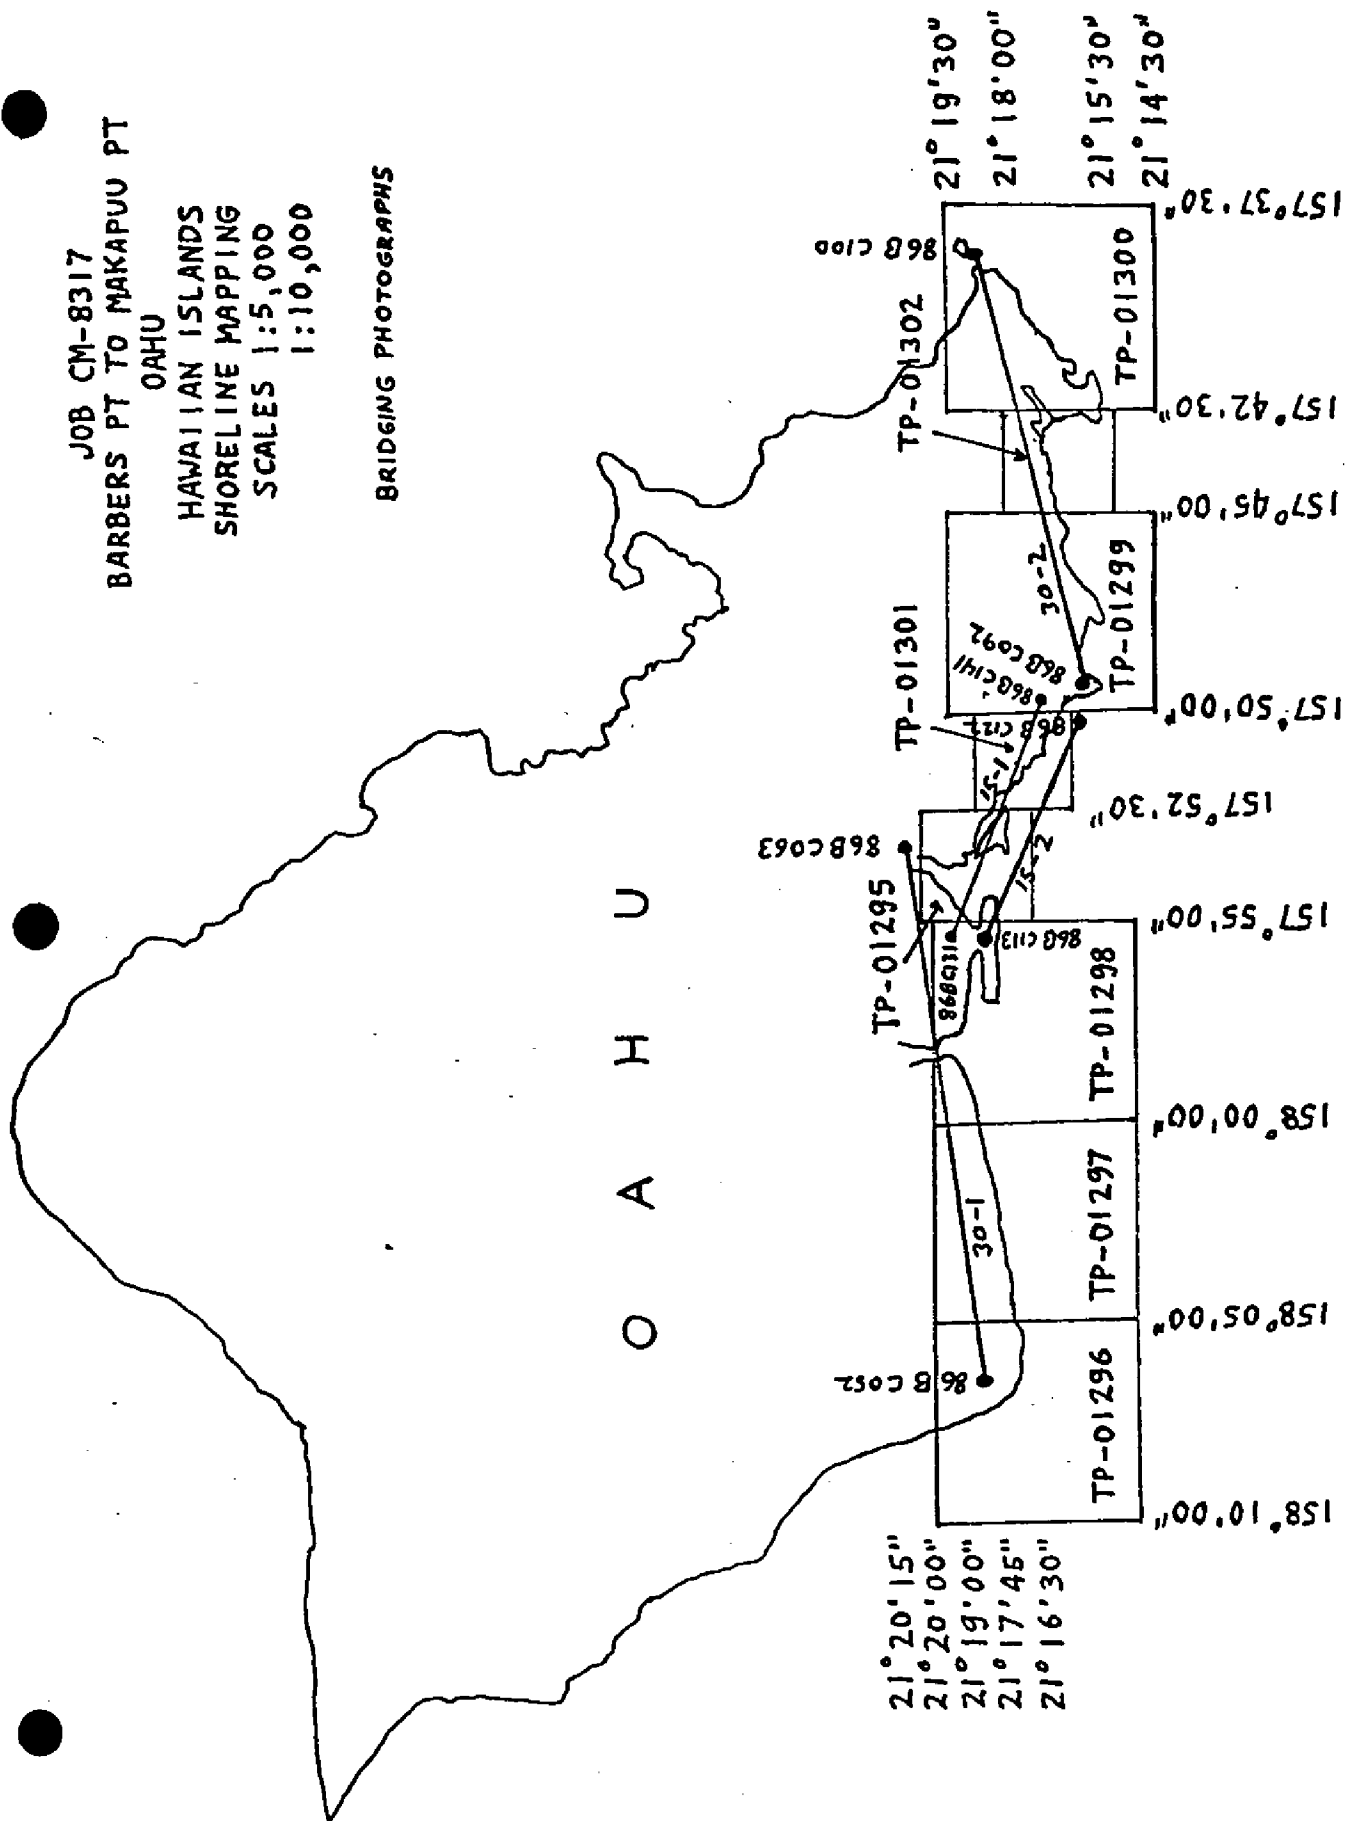 JOB CM-8317
BARBERS PT TO MAKAPUU PT
OAHU
HAWAIIAN ISLANDS
SHORELINE MAPPING
SCALES 1:5,000
1:10,000
BRIDGING PHOTOGRAPHS
OAHU
21° 19' 30"
21° 18' 00"
21° 15' 30"
21° 14' 30"
21° 20' 15"
21° 20' 00"
21° 19' 00"
21° 17' 45"
21° 16' 30"
86B C052
86B C063
86B C131
86B C113
86B C127
86B C141
86B C092
86B C100
30-1
15-1
15-2
30-2
TP-01295
TP-01301
TP-01302
TP-01296
TP-01297
TP-01298
TP-01299
TP-01300
158° 10' 00"
158° 05' 00"
158° 00' 00"
157° 55' 00"
157° 52' 30"
157° 50' 00"
157° 45' 00"
157° 42' 30"
157° 37' 30"